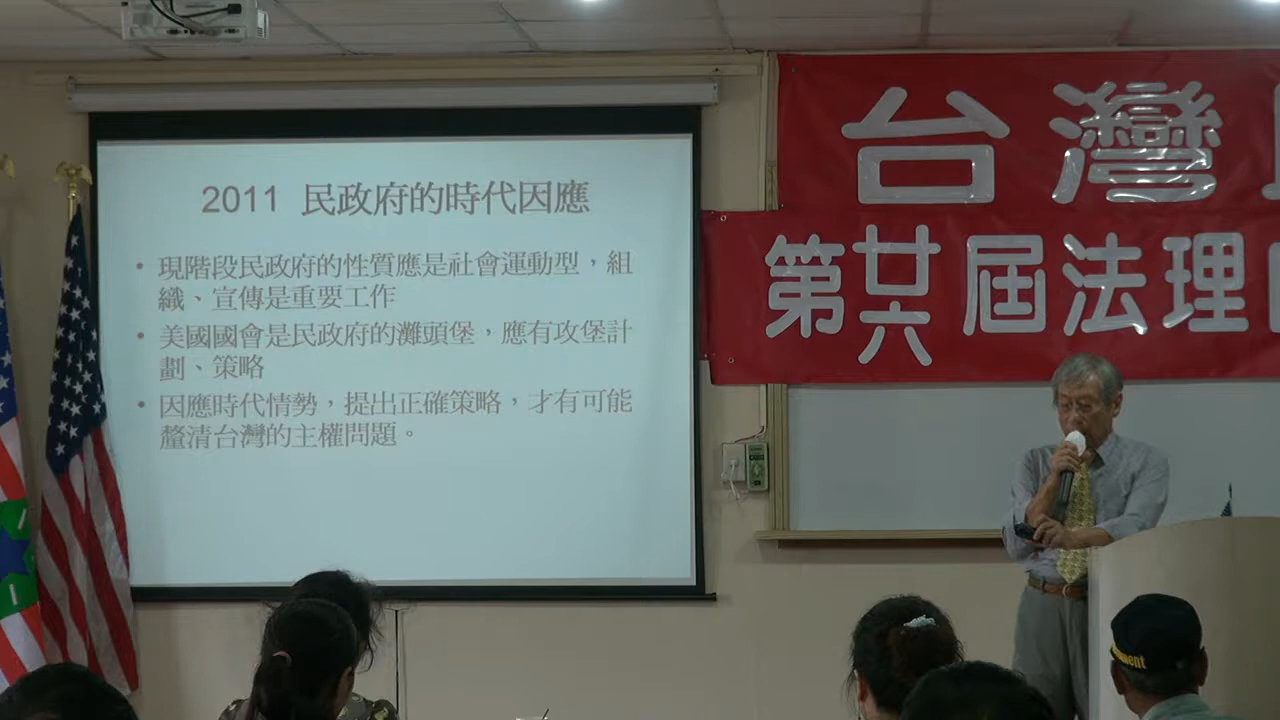 2011 民政府的時代因應
• 現階段民政府的性質應是社會運動型，組
織、宣傳是重要工作
• 美國國會是民政府的灘頭堡，應有攻堡計
劃、策略
• 因應時代情勢，提出正確策略，才有可能
釐清台灣的主權問題。
台灣
第廿六屆法理